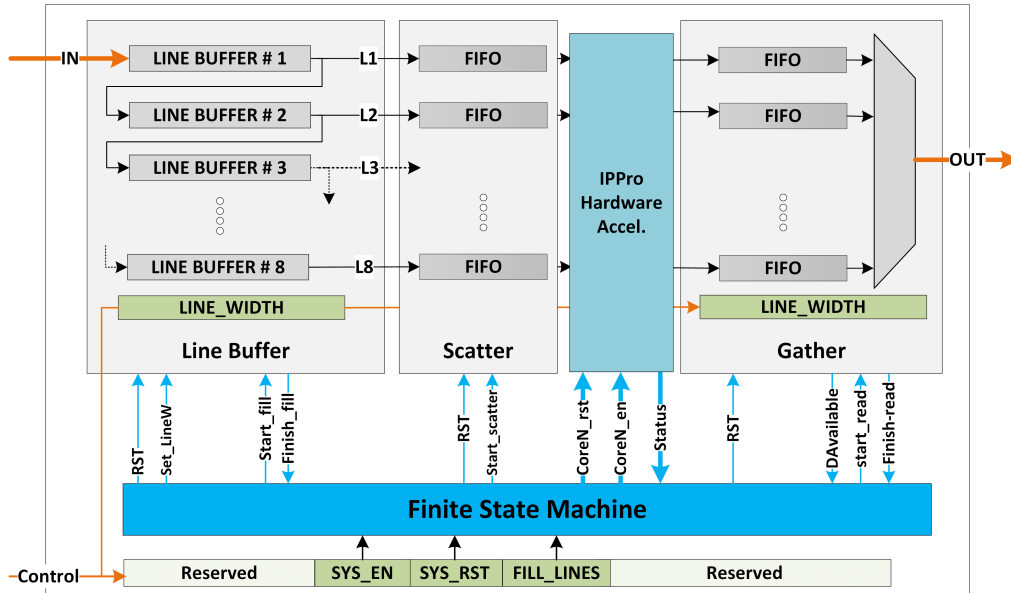 IN
LINE BUFFER # 1
L1
FIFO
FIFO
LINE BUFFER # 2
L2
FIFO
FIFO
LINE BUFFER # 3
L3
IPPro
Hardware
Accel.
OUT
LINE BUFFER # 8
L8
FIFO
FIFO
LINE_WIDTH
LINE_WIDTH
Line Buffer
Scatter
Gather
RST
Set_LineW
Start_fill
Finish_fill
RST
Start_scatter
CoreN_rst
CoreN_en
Status
RST
DAvailable
start_read
Finish-read
Finite State Machine
Control
Reserved
SYS_EN
SYS_RST
FILL_LINES
Reserved